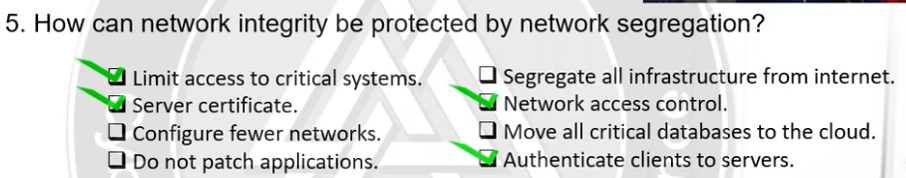 5. How can network integrity be protected by network segregation?
Limit access to critical systems.
Server certificate.
Configure fewer networks.
Do not patch applications.
Segregate all infrastructure from internet.
Network access control.
Move all critical databases to the cloud.
Authenticate clients to servers.